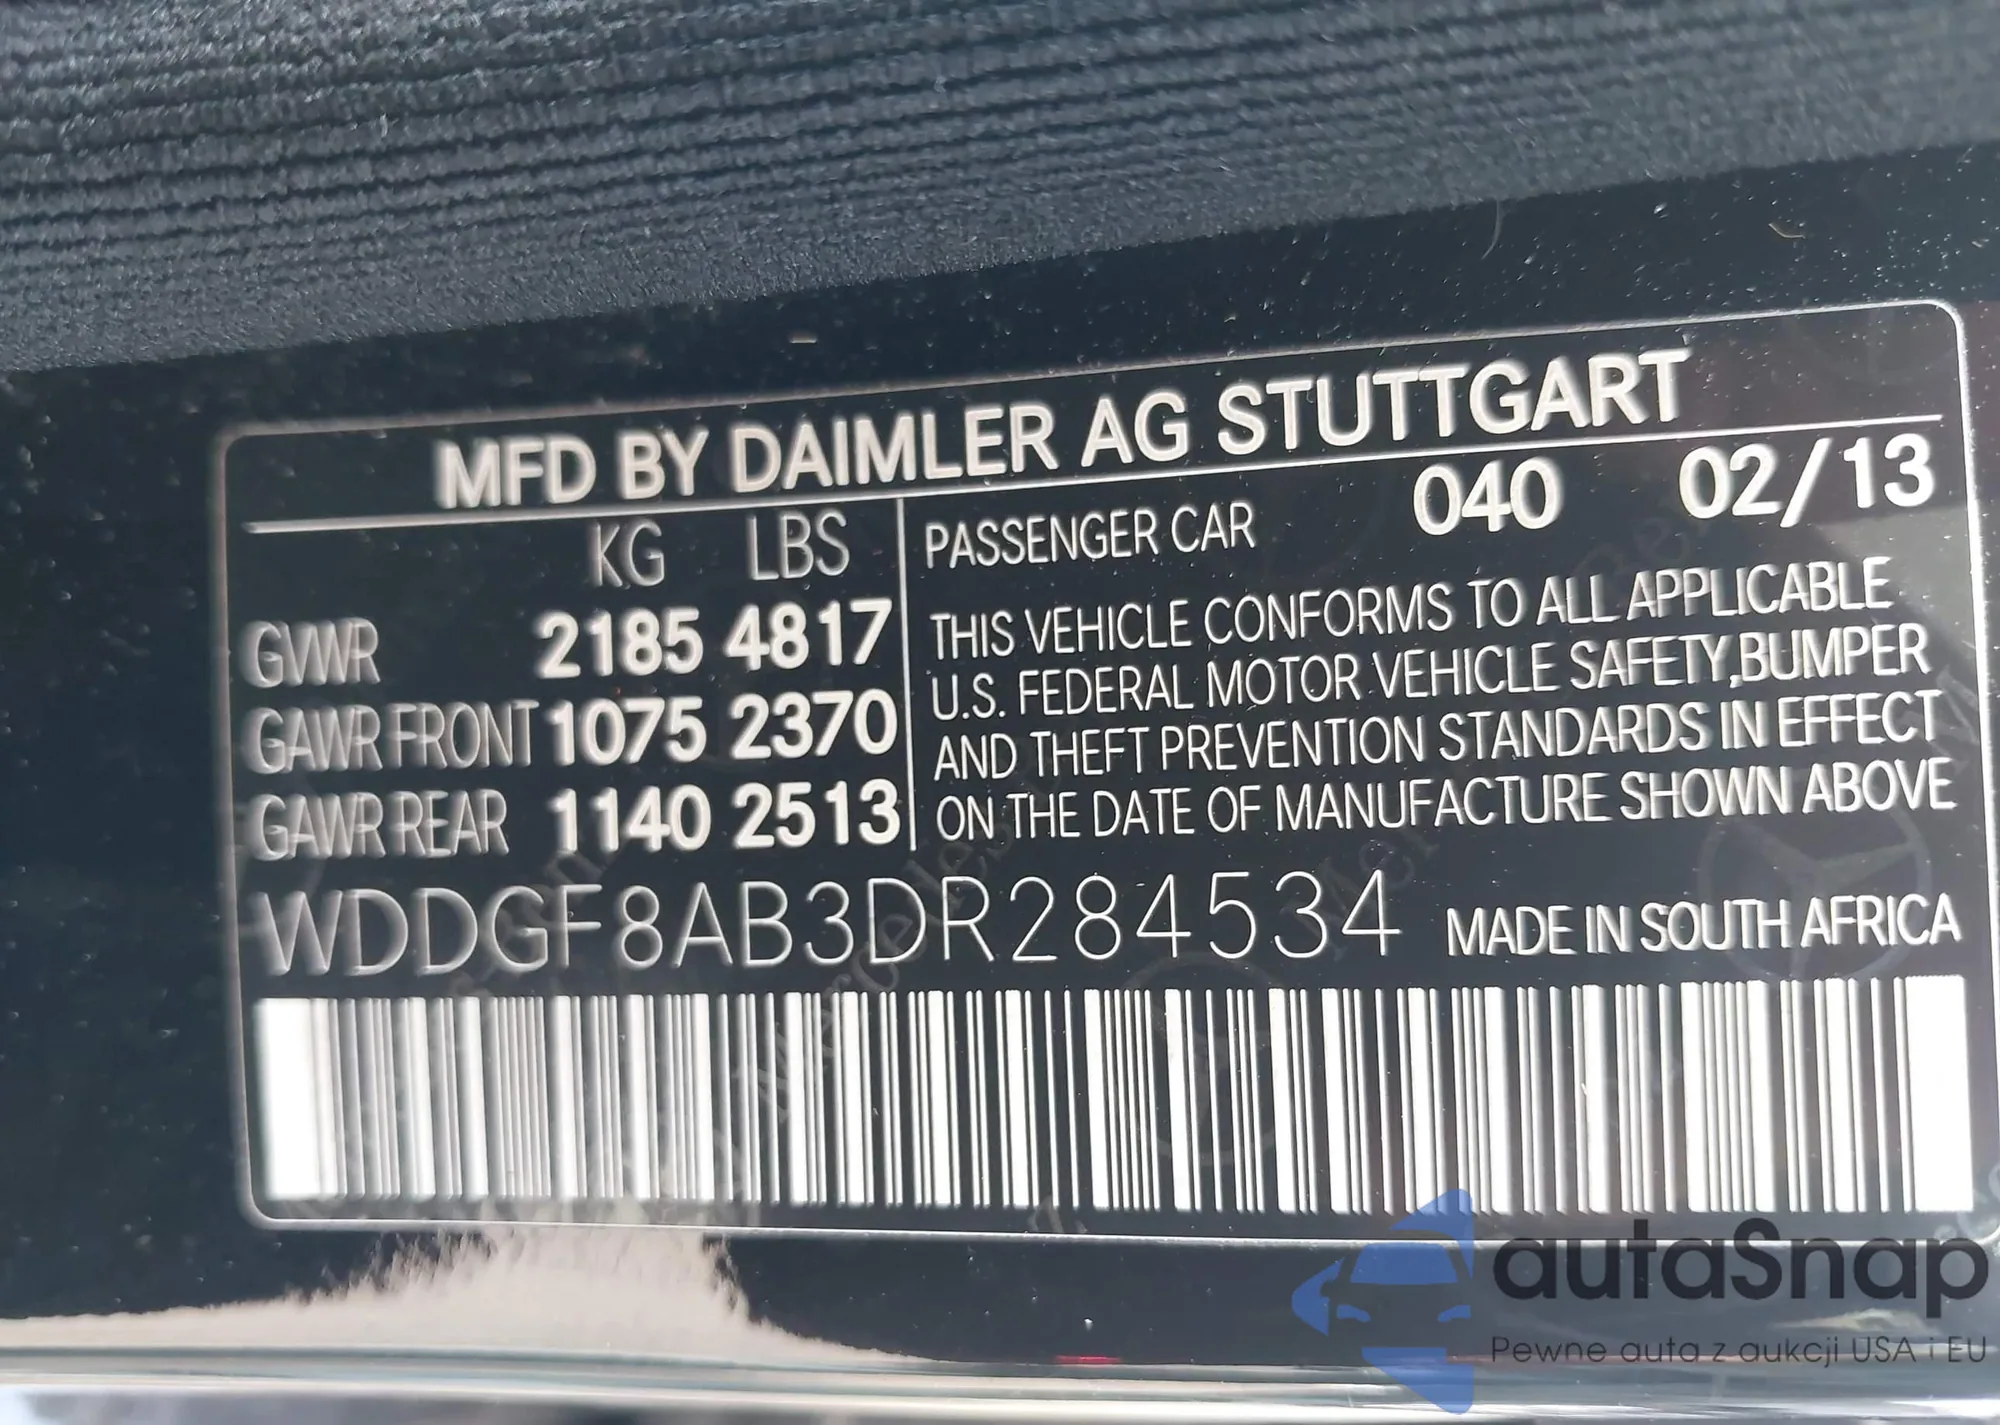 MFD BY DAIMLER AG STUTTGART
KG LBS
GVWR 2185 4817
GAWR FRONT 1075 2370
GAWR REAR 1140 2513
PASSENGER CAR 040 02/13
THIS VEHICLE CONFORMS TO ALL APPLICABLE
U.S. FEDERAL MOTOR VEHICLE SAFETY,BUMPER
AND THEFT PREVENTION STANDARDS IN EFFECT
ON THE DATE OF MANUFACTURE SHOWN ABOVE
WDDGF8AB3DR284534 MADE IN SOUTH AFRICA
autaSnap
Pewne auta z aukcji USA i EU